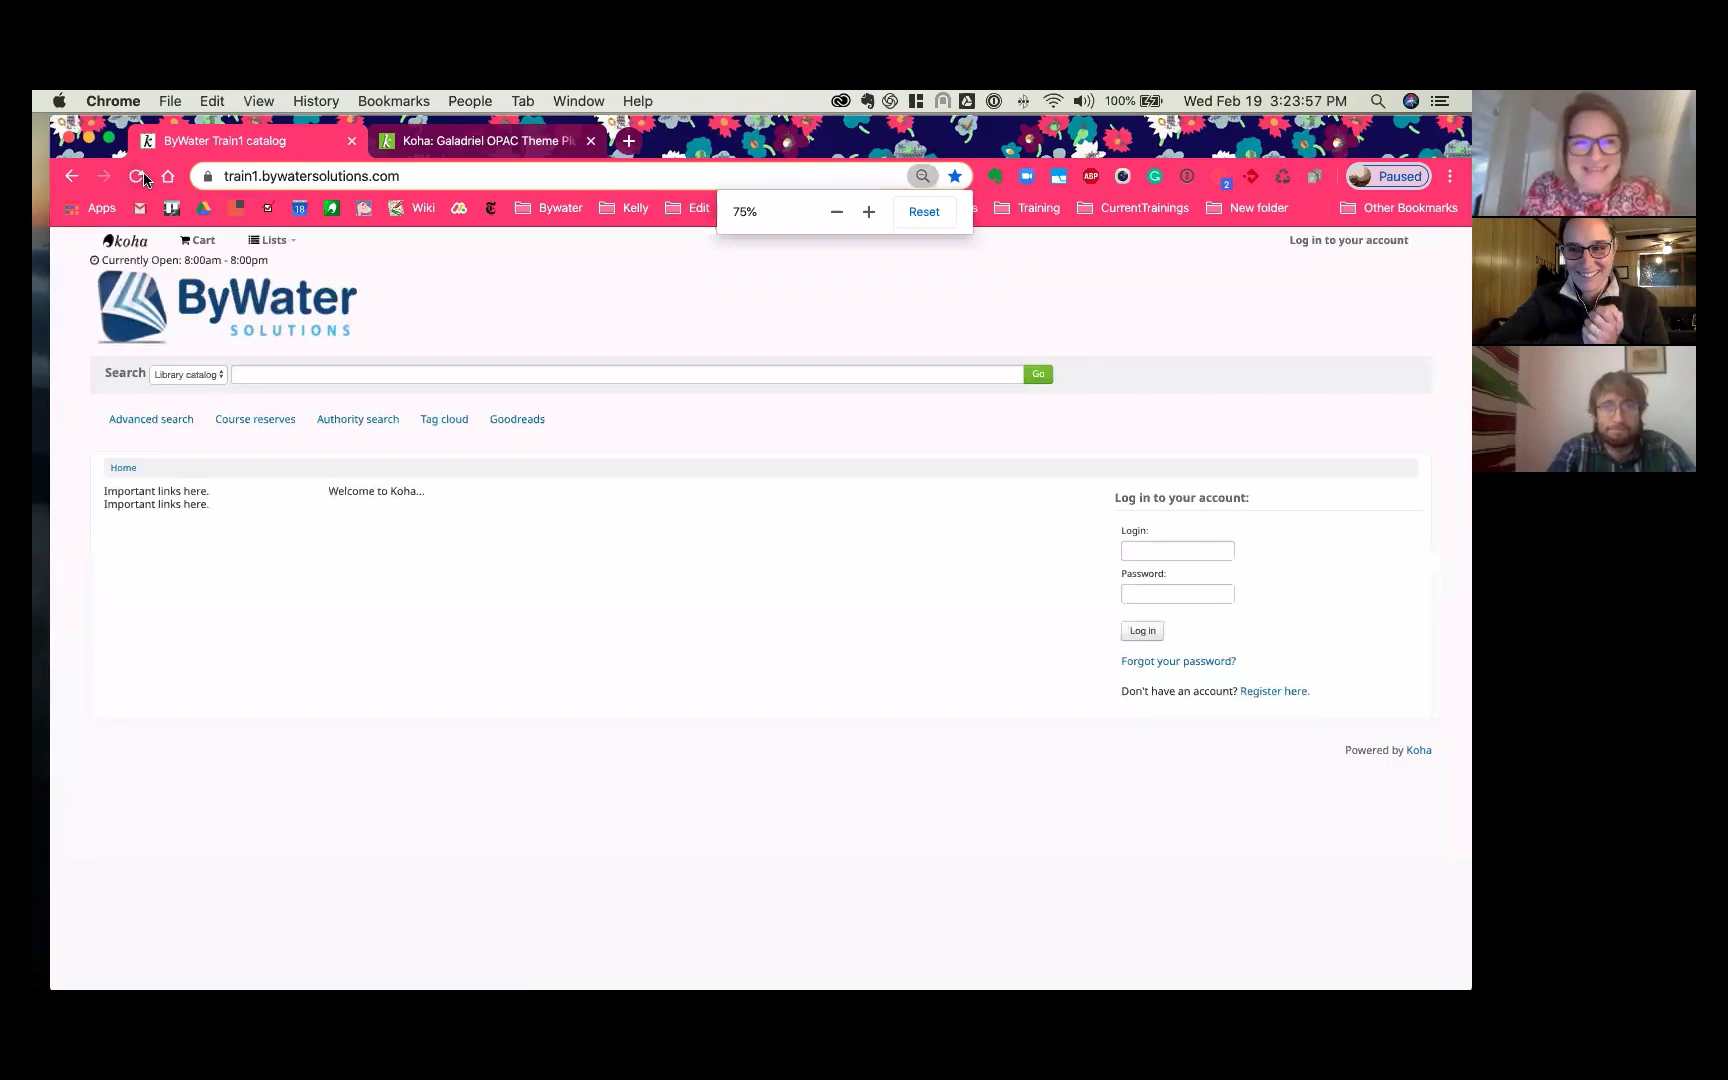 Chrome File Edit View History Bookmarks People Tab Window Help 100% Wed Feb 19 3:23:57 PM
ByWater Train1 catalog Koha: Galadriel OPAC Theme Pl
train1.bywatersolutions.com ABP 2 Paused
Apps 18 Wiki Bywater Kelly Edit Training CurrentTrainings New folder Other Bookmarks
75% Reset
koha Cart Lists Log in to your account
Currently Open: 8:00am - 8:00pm
ByWater
SOLUTIONS
Search Library catalog Go
Advanced search Course reserves Authority search Tag cloud Goodreads
Home
Important links here. Welcome to Koha...
Important links here.
Log in to your account:
Login:
Password:
Log in
Forgot your password?
Don't have an account? Register here.
Powered by Koha